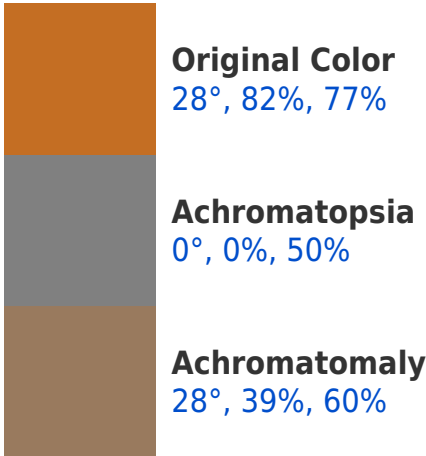 Original Color
28°, 82%, 77%
Achromatopsia
0°, 0%, 50%
Achromatomaly
28°, 39%, 60%